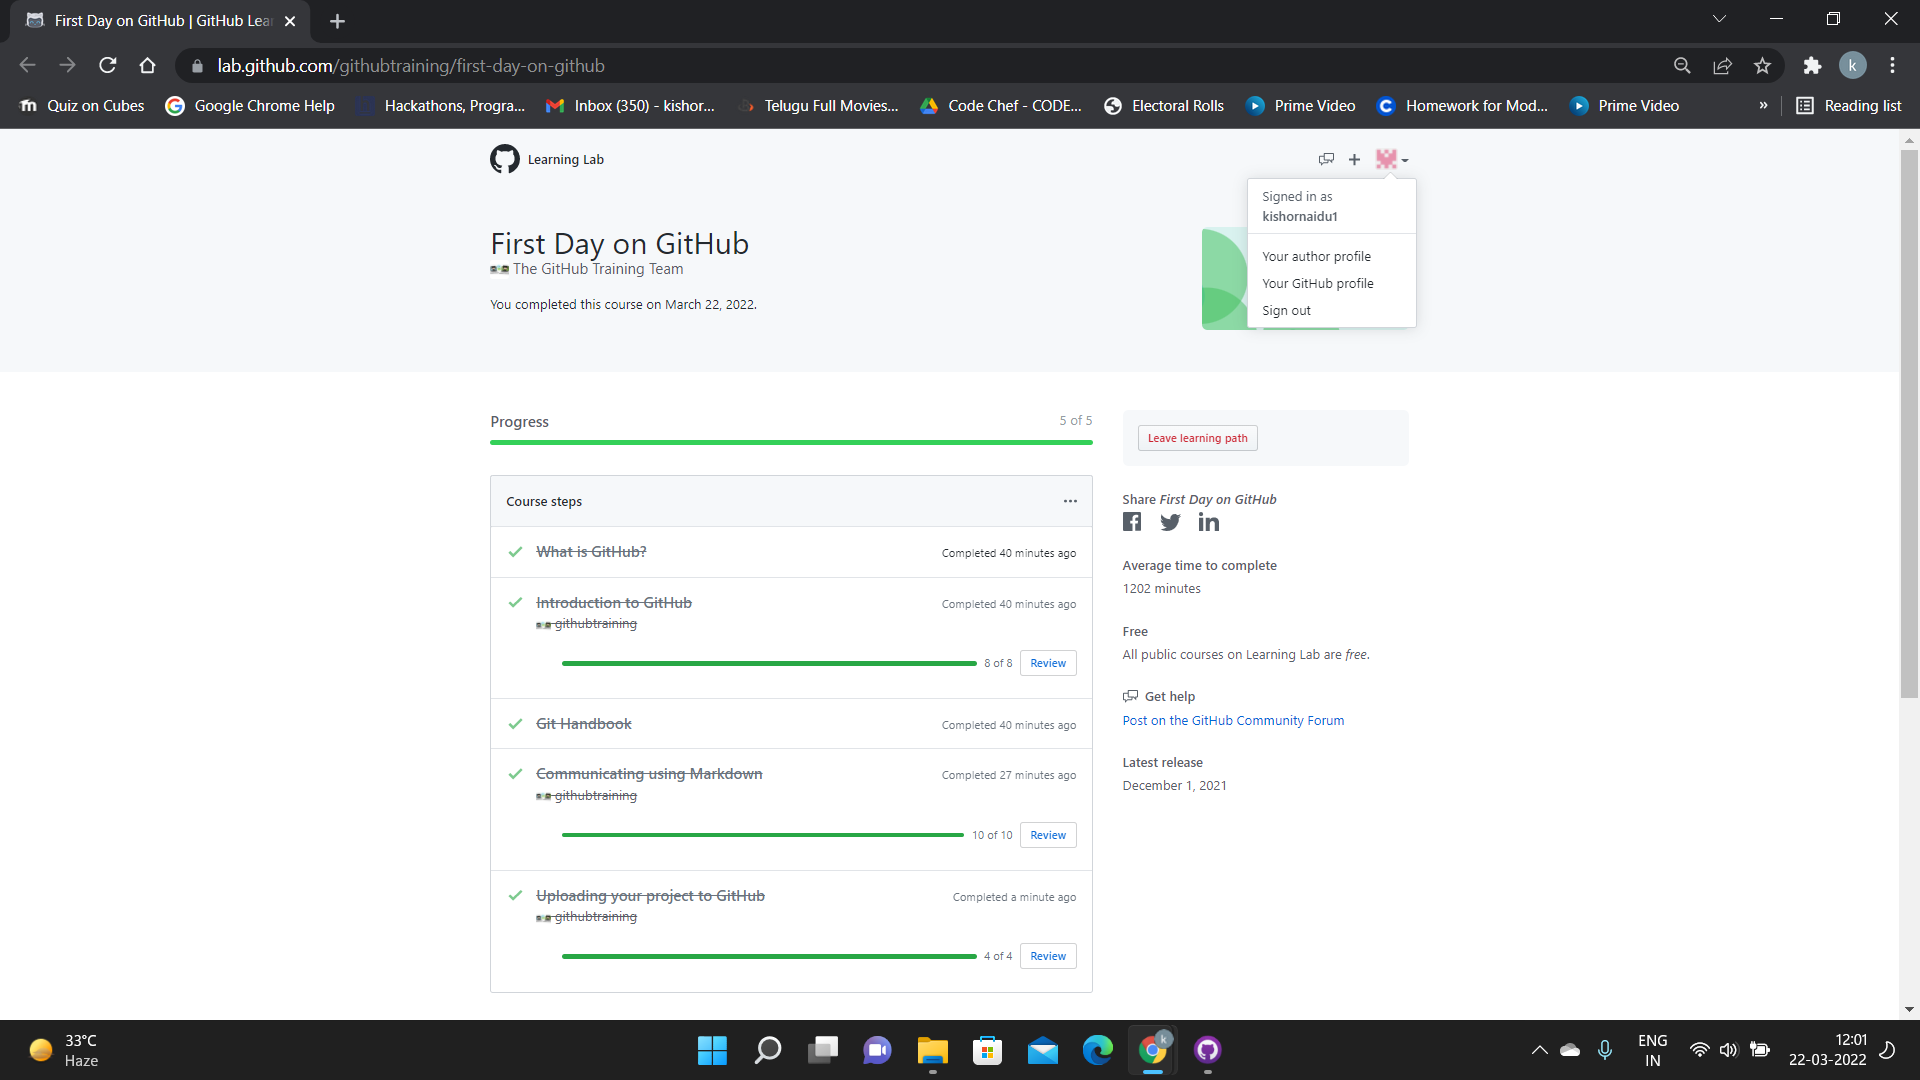 First Day on GitHub | GitHub Lea
lab.github.com/githubtraining/first-day-on-github
k
Quiz on Cubes
Google Chrome Help
Hackathons, Progra...
Inbox (350) - kishor...
Telugu Full Movies...
Code Chef - CODE...
Electoral Rolls
Prime Video
Homework for Mod...
Prime Video
»
Reading list
Learning Lab
Signed in as
kishornaidu1
Your author profile
Your GitHub profile
Sign out
First Day on GitHub
The GitHub Training Team
You completed this course on March 22, 2022.
Progress
5 of 5
Course steps
What is GitHub?
Completed 40 minutes ago
Introduction to GitHub
Completed 40 minutes ago
githubtraining
8 of 8
Review
Git Handbook
Completed 40 minutes ago
Communicating using Markdown
Completed 27 minutes ago
githubtraining
10 of 10
Review
Uploading your project to GitHub
Completed a minute ago
githubtraining
4 of 4
Review
Leave learning path
Share First Day on GitHub
Average time to complete
1202 minutes
Free
All public courses on Learning Lab are free.
Get help
Post on the GitHub Community Forum
Latest release
December 1, 2021
33°C
Haze
k
ENG
IN
12:01
22-03-2022